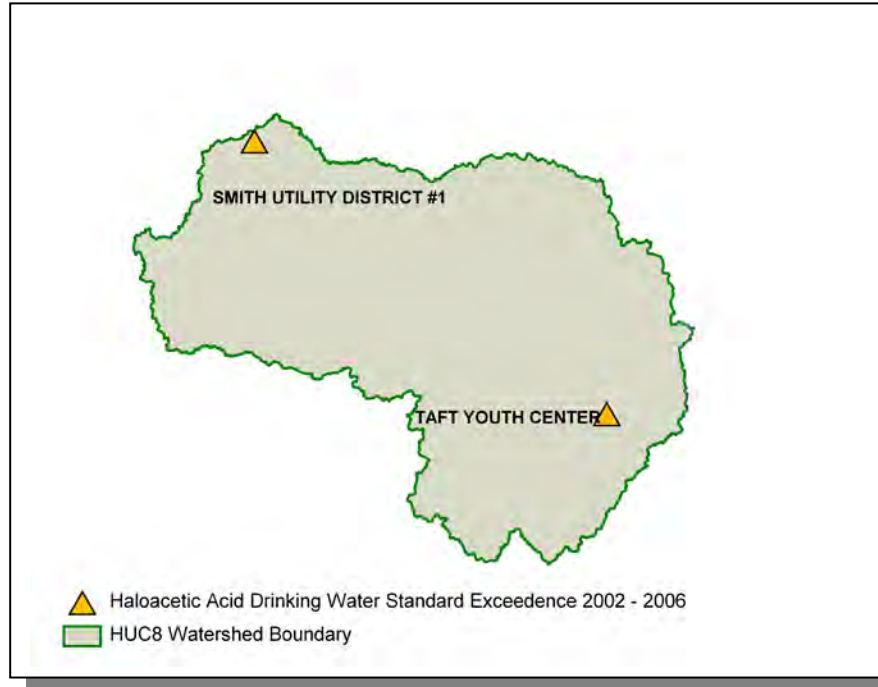 SMITH UTILITY DISTRICT #1
TAFT YOUTH CENTER
Haloacetic Acid Drinking Water Standard Exceedence 2002 - 2006
HUC8 Watershed Boundary